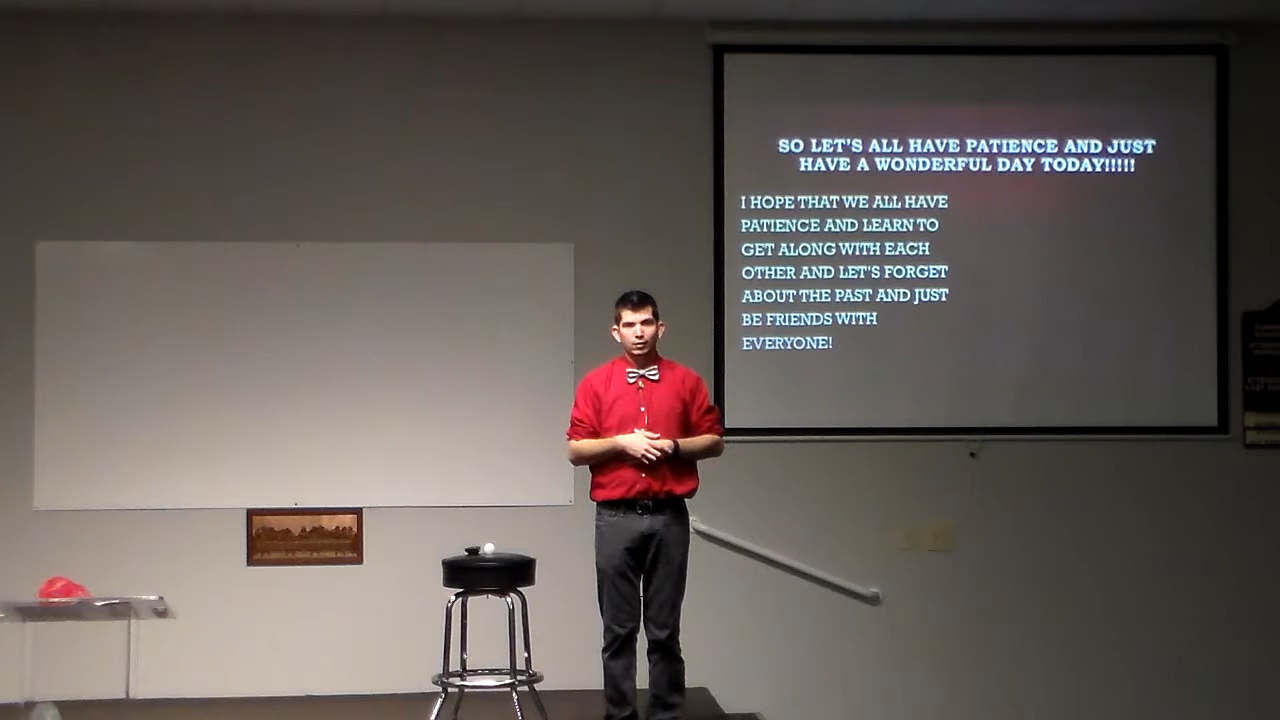 SO LET'S ALL HAVE PATIENCE AND JUST
HAVE A WONDERFUL DAY TODAY!!!!!
I HOPE THAT WE ALL HAVE
PATIENCE AND LEARN TO
GET ALONG WITH EACH
OTHER AND LET'S FORGET
ABOUT THE PAST AND JUST
BE FRIENDS WITH
EVERYONE!